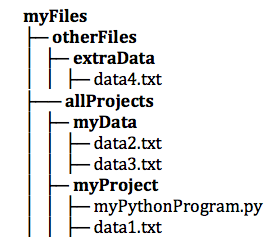 myFiles
otherFiles
extraData
data4.txt
allProjects
myData
data2.txt
data3.txt
myProject
myPythonProgram.py
data1.txt